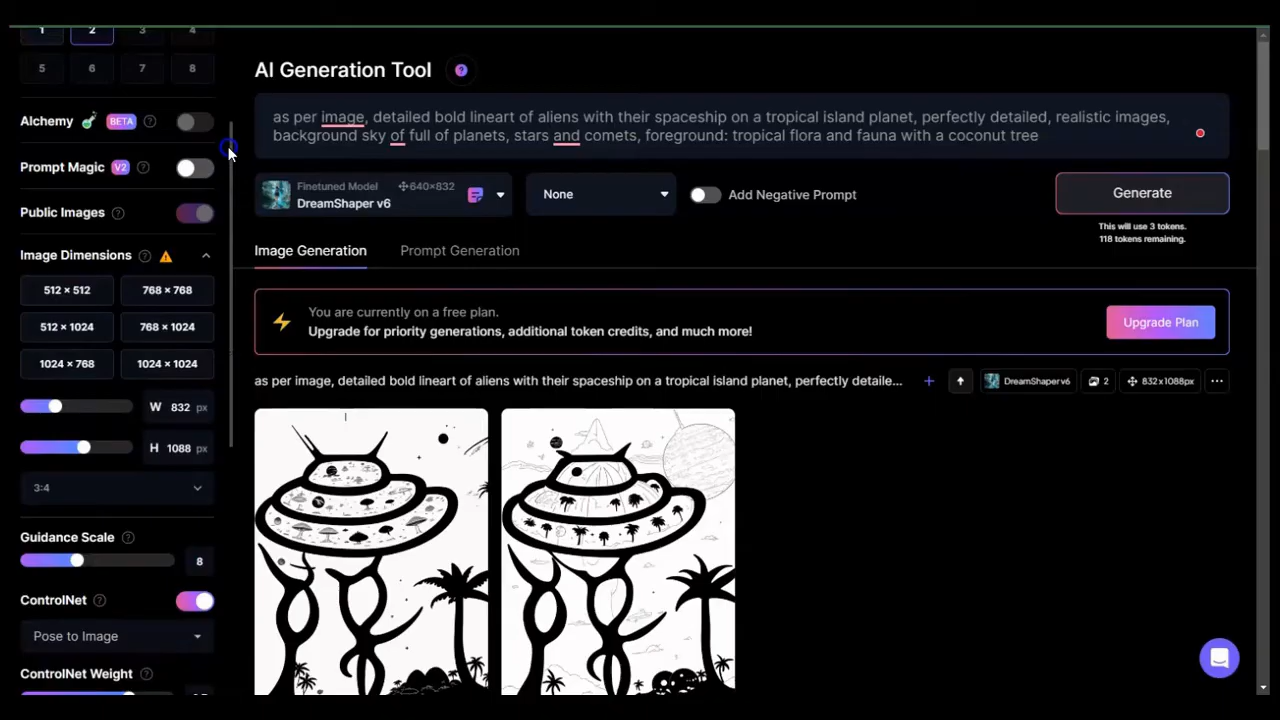 1 2 3 4
5 6 7 8
Alchemy BETA ?
Prompt Magic V2 ?
Public Images ?
Image Dimensions ?
512 × 512 768 × 768
512 × 1024 768 × 1024
1024 × 768 1024 × 1024
W 832 px
H 1088 px
3:4
Guidance Scale ?
8
ControlNet ?
Pose to Image
ControlNet Weight ?
AI Generation Tool ?
as per image, detailed bold lineart of aliens with their spaceship on a tropical island planet, perfectly detailed, realistic images,
background sky of full of planets, stars and comets, foreground: tropical flora and fauna with a coconut tree
Finetuned Model 640×832
DreamShaper v6
None
Add Negative Prompt
Generate
This will use 3 tokens.
118 tokens remaining.
Image Generation Prompt Generation
You are currently on a free plan.
Upgrade for priority generations, additional token credits, and much more!
Upgrade Plan
as per image, detailed bold lineart of aliens with their spaceship on a tropical island planet, perfectly detaile... DreamShaper v6 2 832x1088px